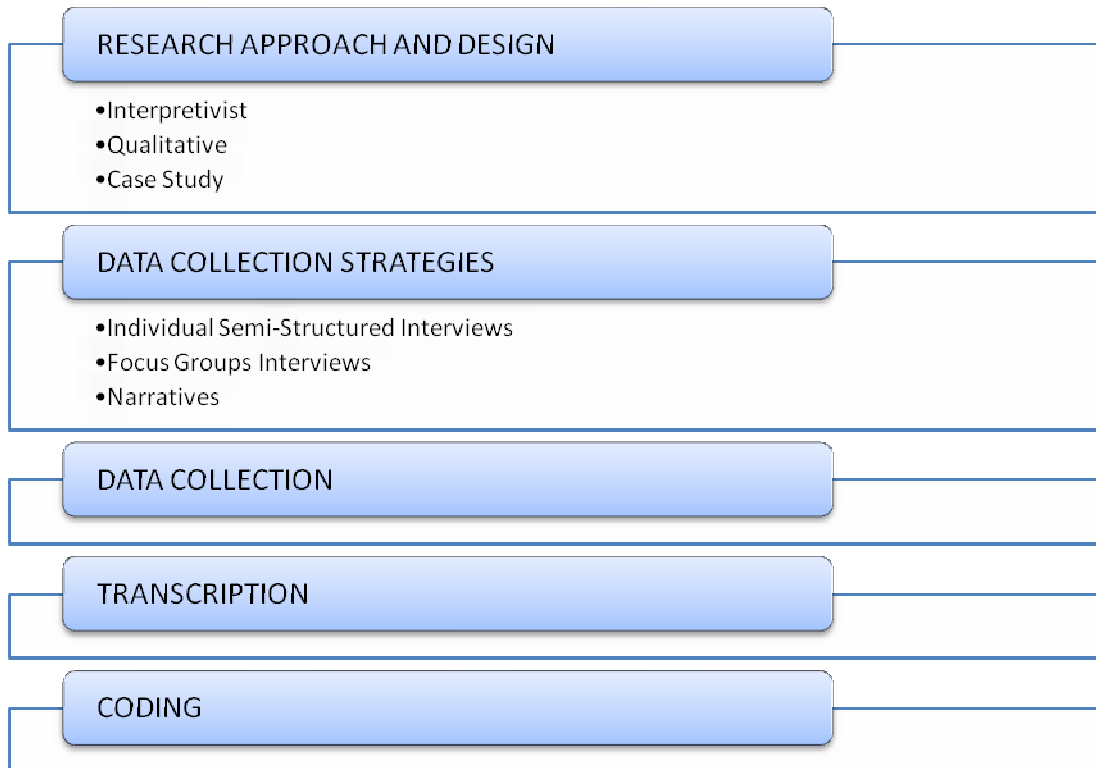 RESEARCH APPROACH AND DESIGN
•Interpretivist
•Qualitative
•Case Study
DATA COLLECTION STRATEGIES
•Individual Semi-Structured Interviews
•Focus Groups Interviews
•Narratives
DATA COLLECTION
TRANSCRIPTION
CODING